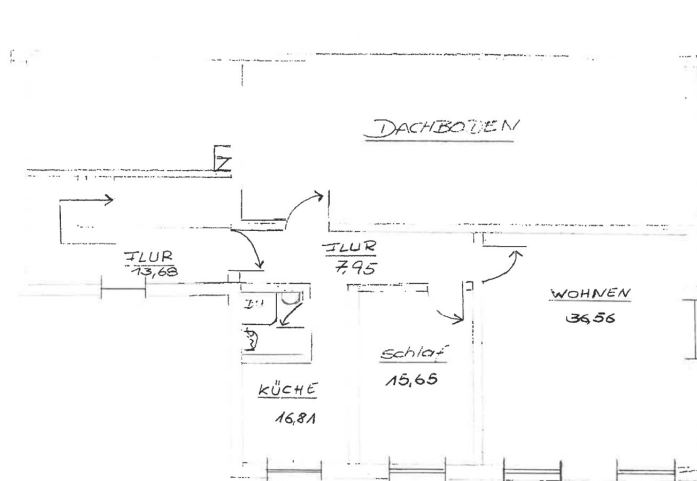 DACHBODEN
FLUR
13,68
FLUR
7,95
WOHNEN
36,56
Schlaf
15,65
KÜCHE
16,81